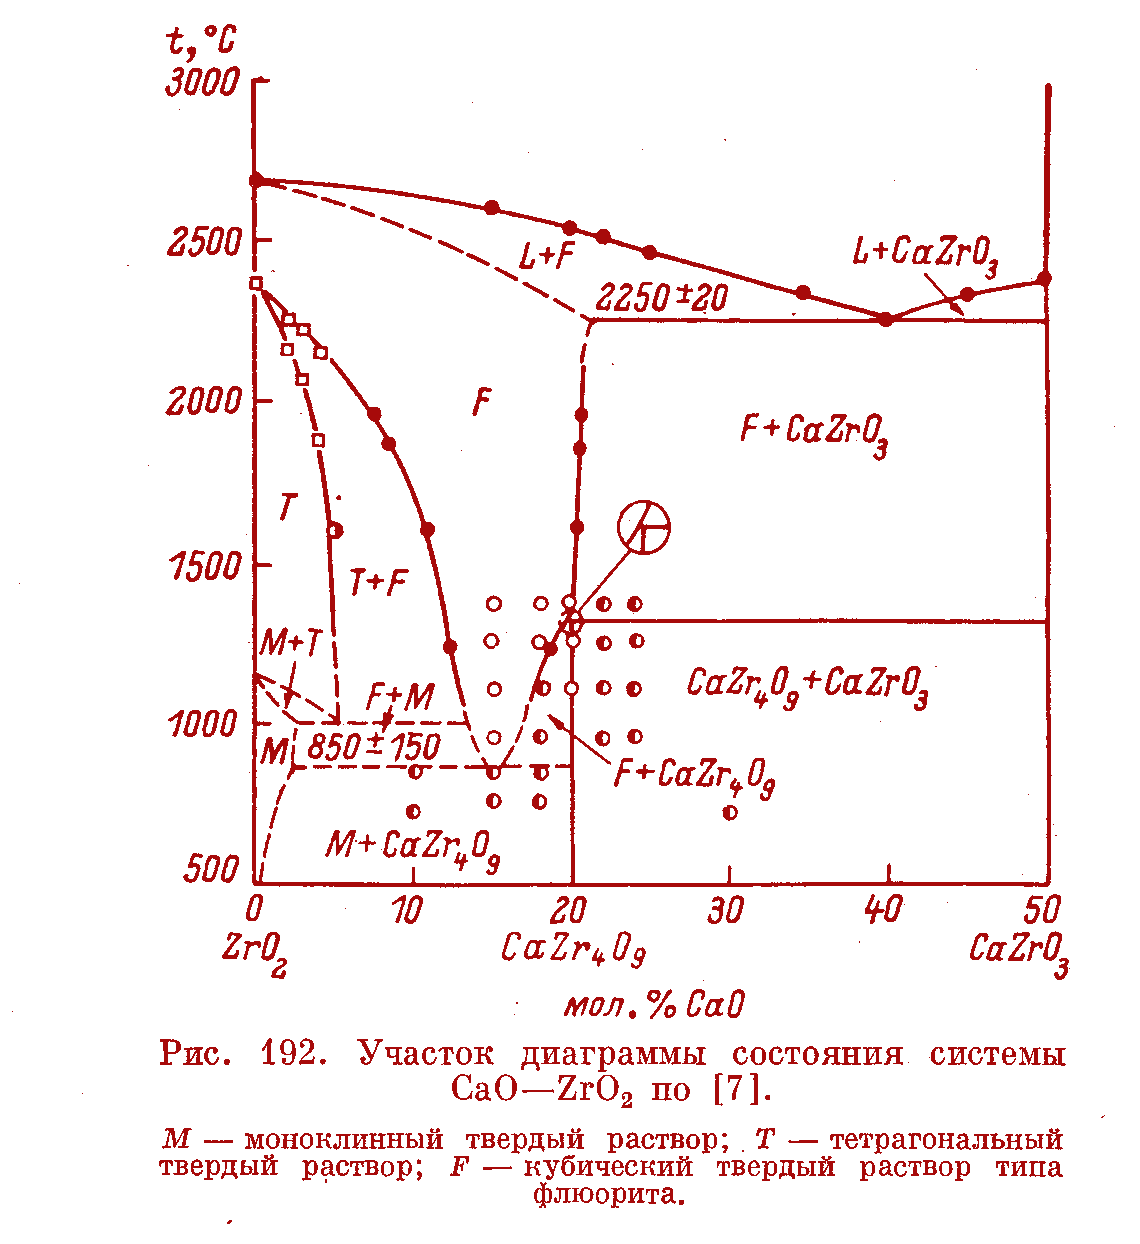 t,°C
3000
2500
L+F
L+CaZrO₃
2250±20
2000
F
F+CaZrO₃
T
1500
T+F
M+T
F+M
CaZr₄O₉+CaZrO₃
1000
M
850±150
F+CaZr₄O₉
M+CaZr₄O₉
500
0 10 20 30 40 50
ZrO₂ CaZr₄O₉ CaZrO₃
мол. % CaO
Рис. 192. Участок диаграммы состояния системы
CaO—ZrO₂ по [7].
M — моноклинный твердый раствор; T — тетрагональный
твердый раствор; F — кубический твердый раствор типа
флюорита.